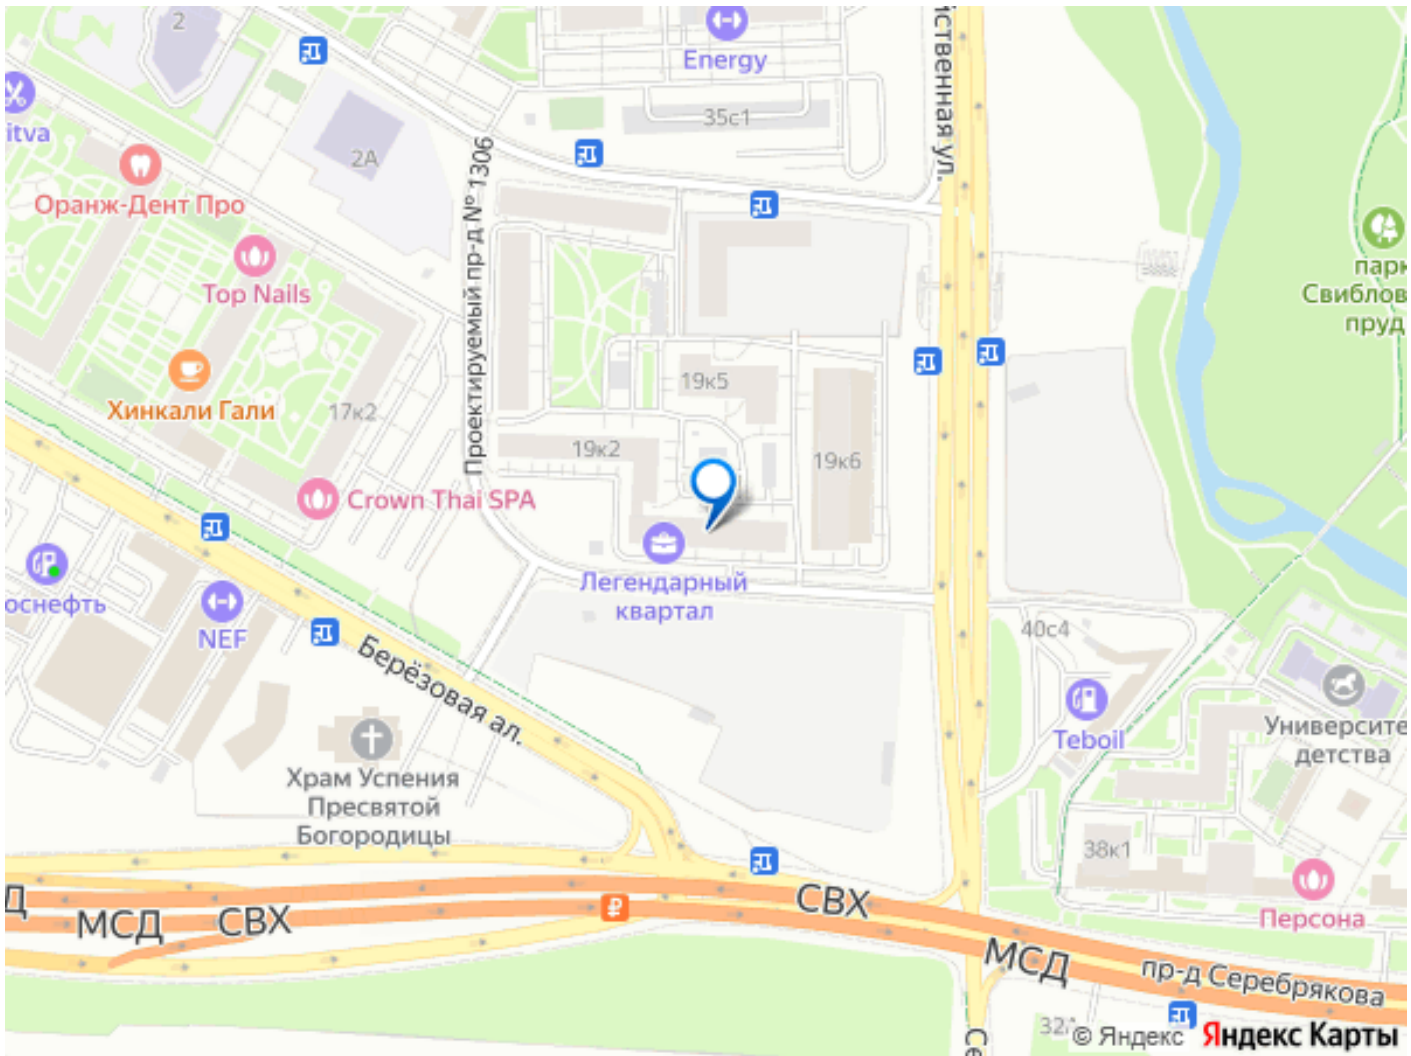 2
Energy
йственная ул.
itva
2А
35с1
Оранж-Дент Про
Проектируемый пр-д № 1306
Top Nails
парк
Свиблов
пруд
Хинкали Гали
17к2
19к5
19к2
19к6
Crown Thai SPA
Легендарный
квартал
оснефть
NEF
40с4
Берёзовая ал.
Teboil
Университе
детства
Храм Успения
Пресвятой
Богородицы
38к1
Персона
Д
МСД
СВХ
СВХ
МСД
пр-д Серебрякова
Се
© Яндекс
Яндекс Карты